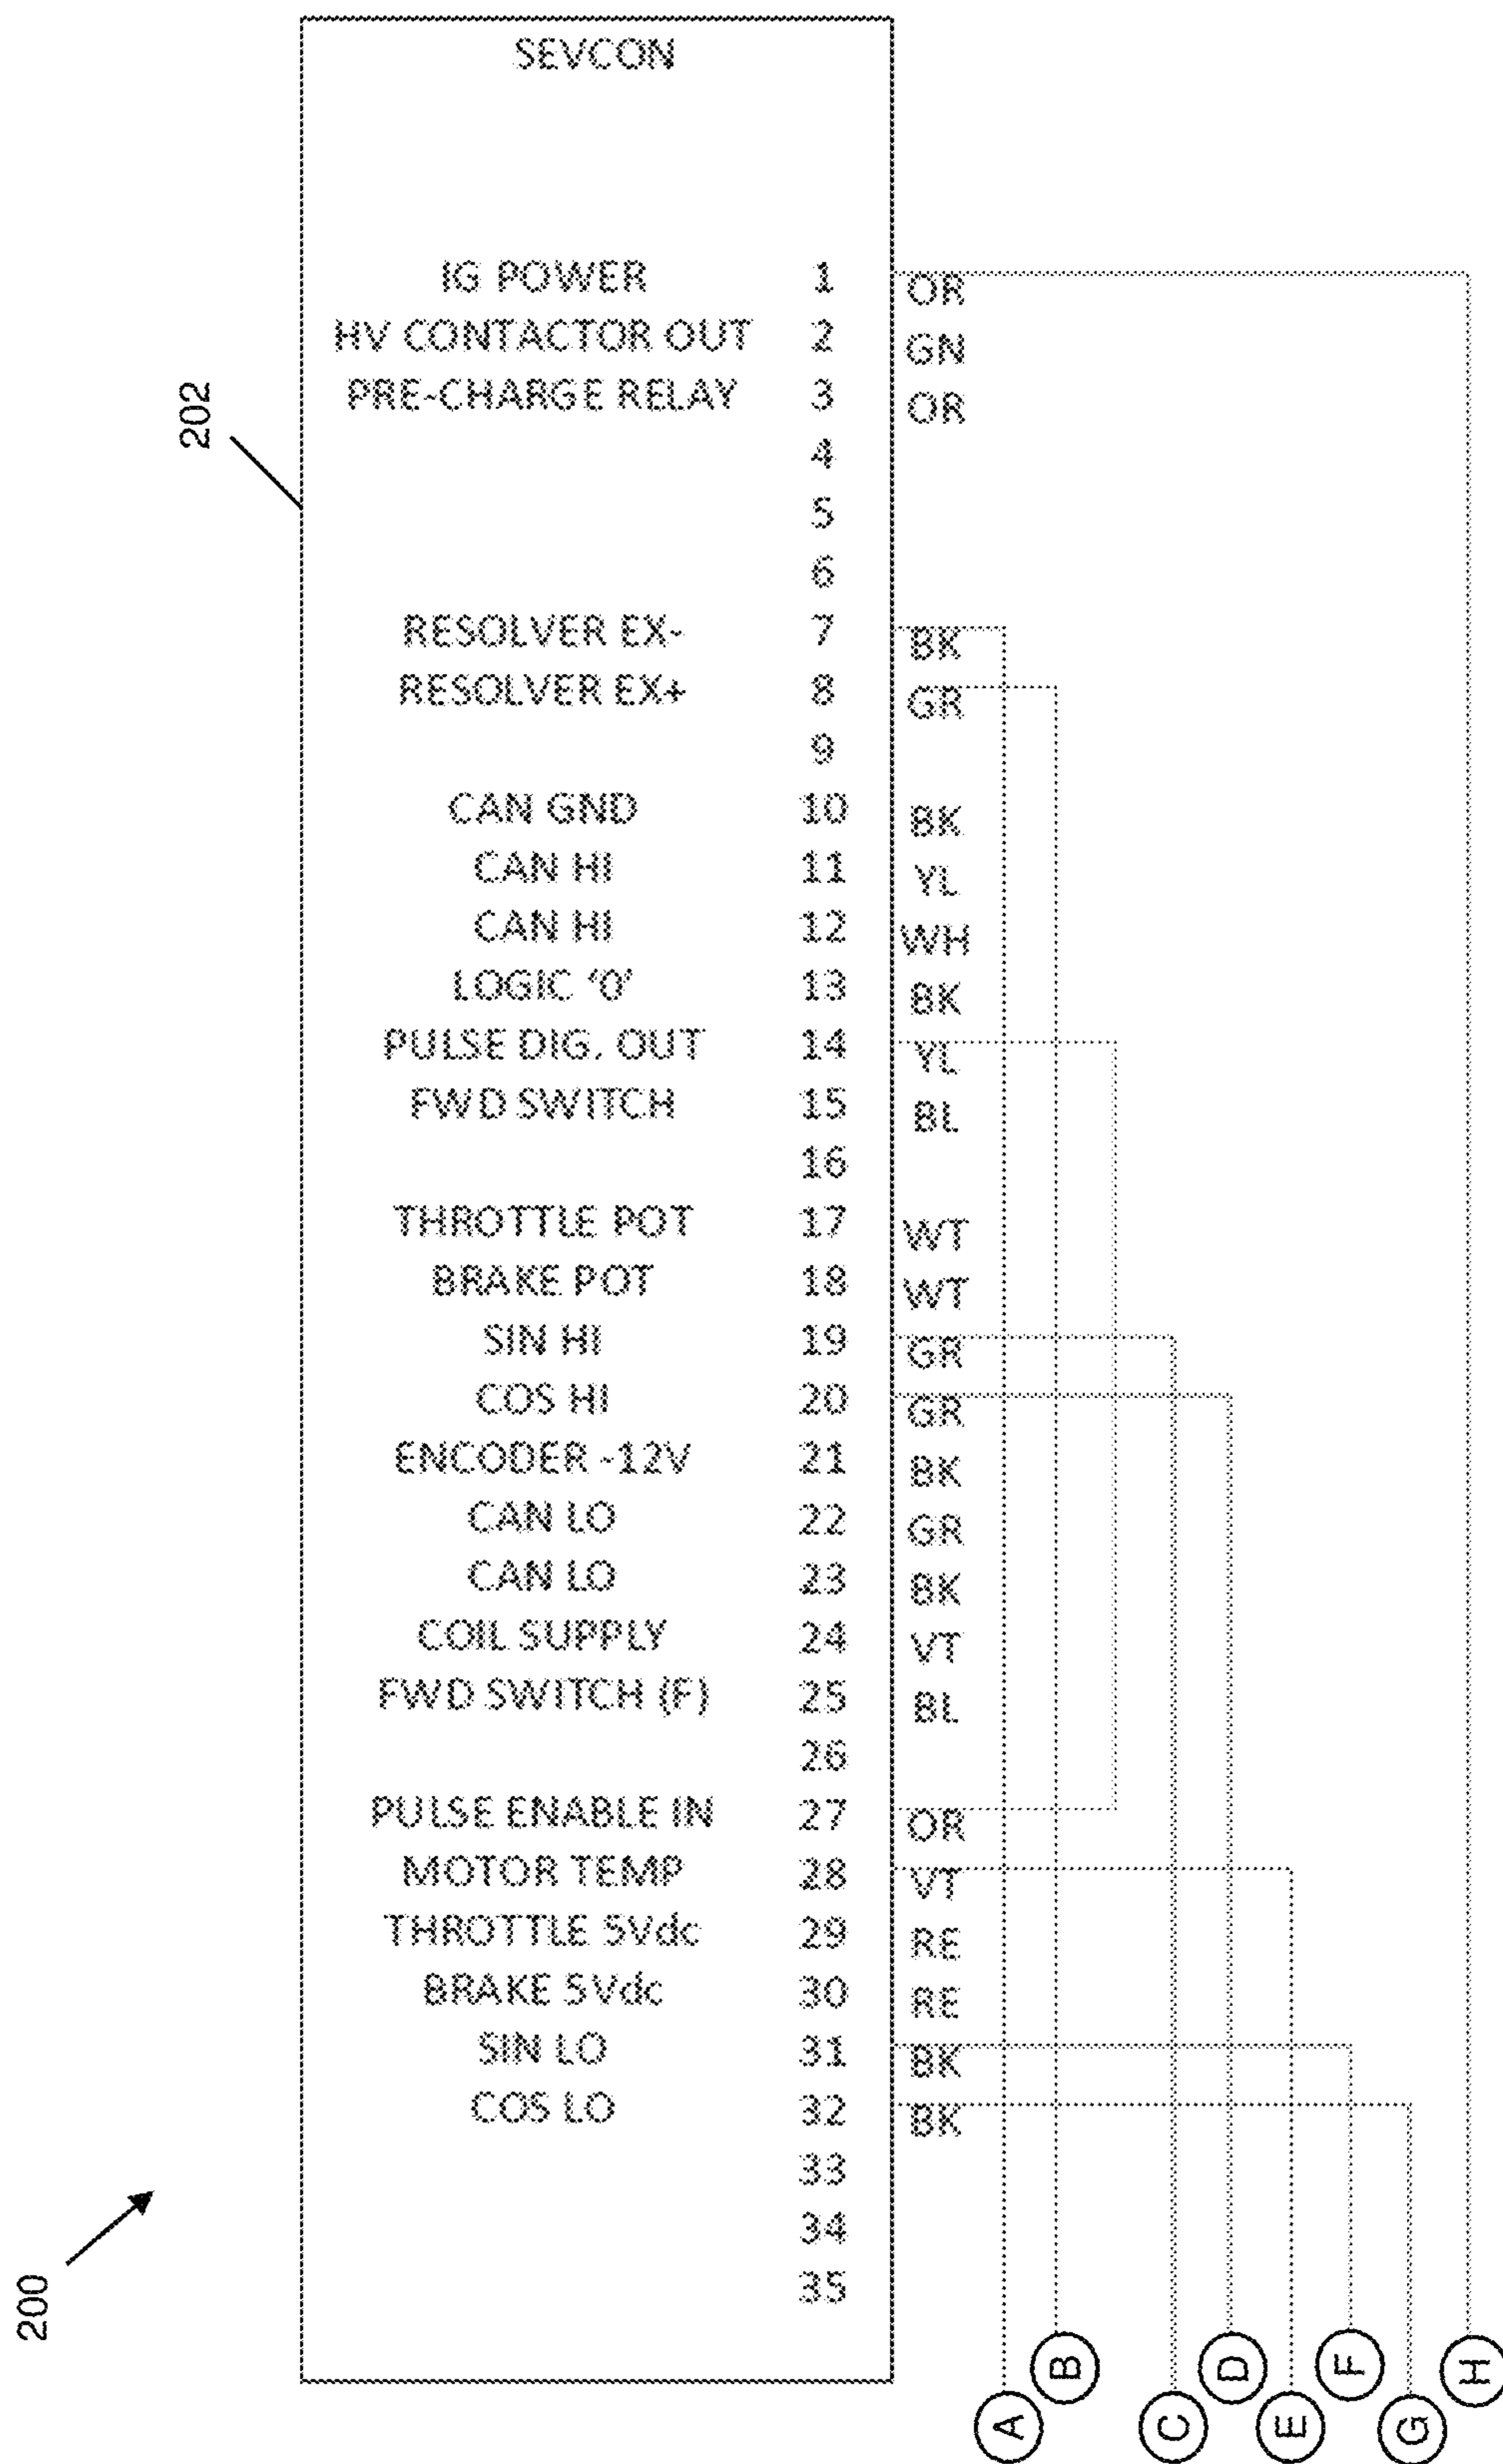 SEVCON
202
IG POWER 1 OR
HV CONTACTOR OUT 2 GN
PRE-CHARGE RELAY 3 OR
4
5
6
RESOLVER EX- 7 BK
RESOLVER EX+ 8 GR
9
CAN GND 10 BK
CAN HI 11 YL
CAN HI 12 WH
LOGIC '0' 13 BK
PULSE DIG. OUT 14 YL
FWD SWITCH 15 BL
16
THROTTLE POT 17 WT
BRAKE POT 18 WT
SIN HI 19 GR
COS HI 20 GR
ENCODER -12V 21 BK
CAN LO 22 GR
CAN LO 23 BK
COIL SUPPLY 24 VT
FWD SWITCH (F) 25 BL
26
PULSE ENABLE IN 27 OR
MOTOR TEMP 28 VT
THROTTLE 5Vdc 29 RE
BRAKE 5Vdc 30 RE
SIN LO 31 BK
COS LO 32 BK
33
34
35
200
A B C D E F G H